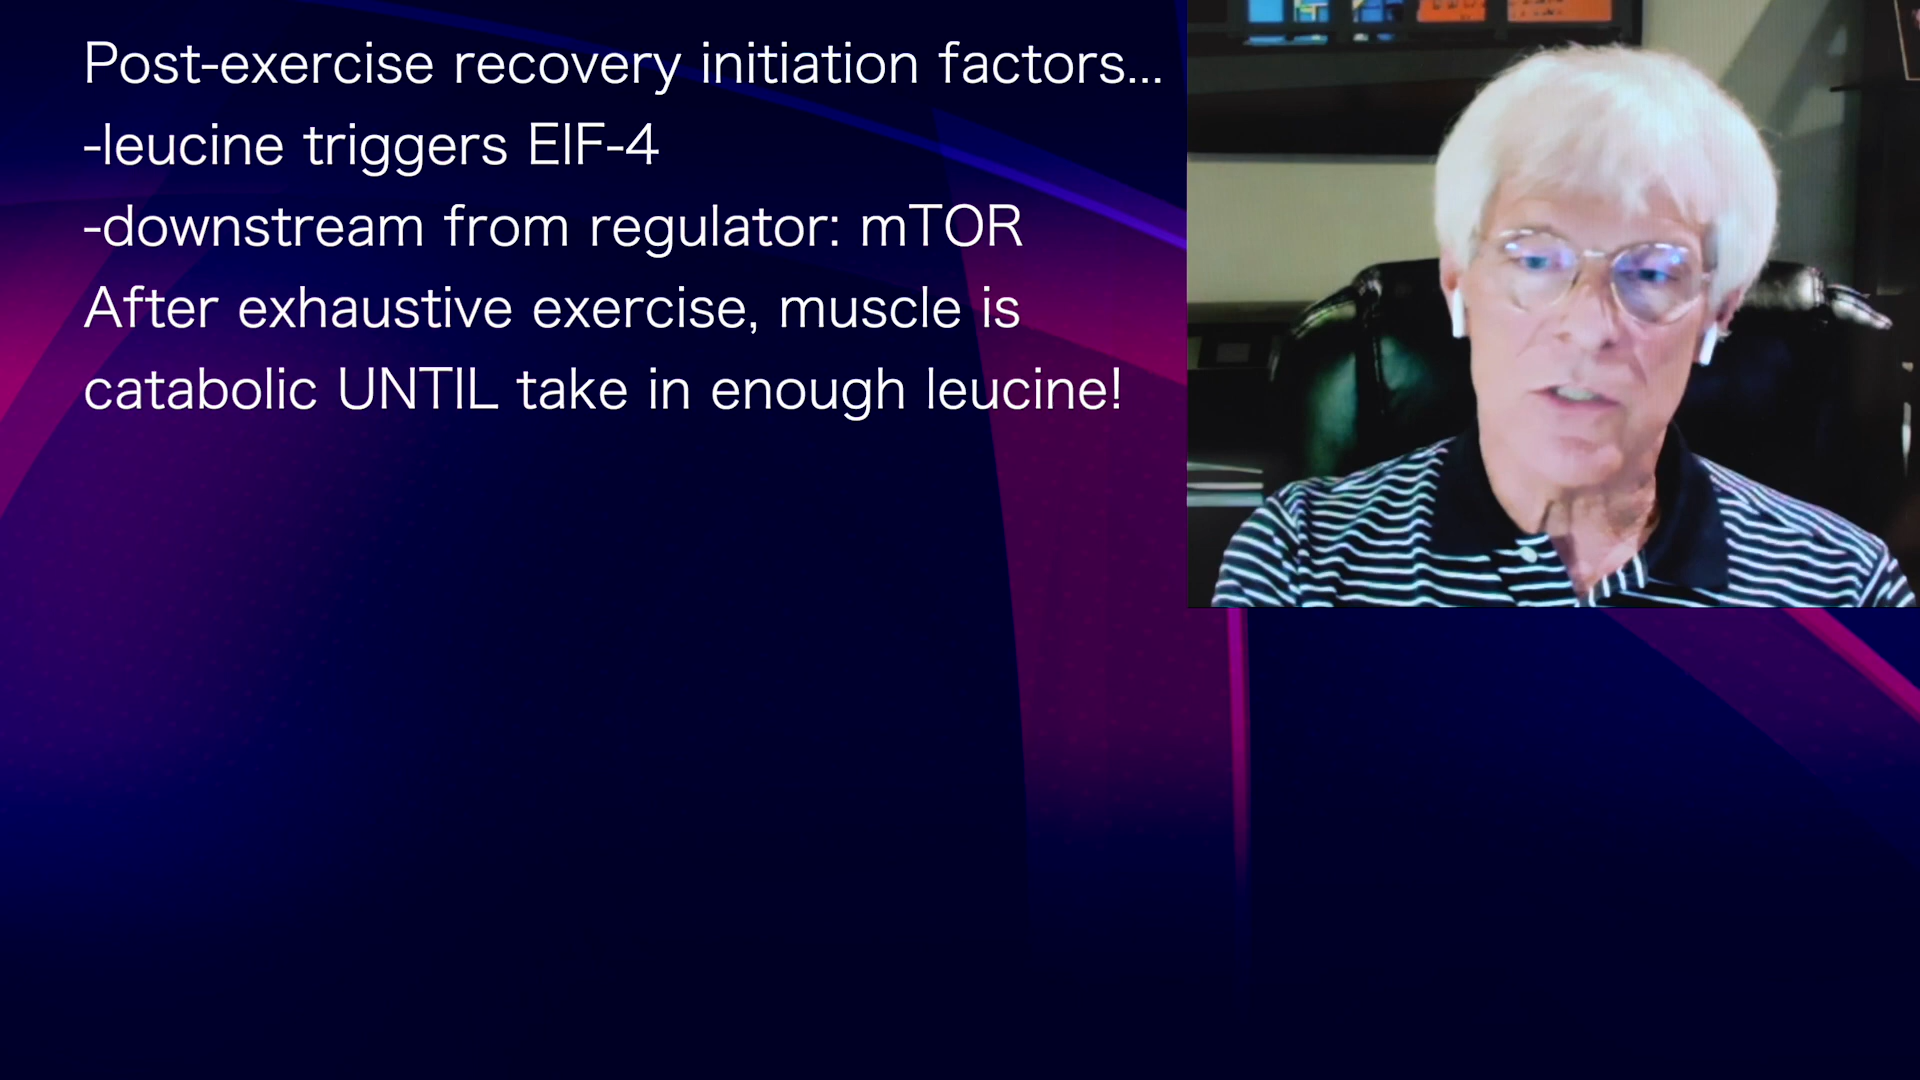 Post-exercise recovery initiation factors...
-leucine triggers EIF-4
-downstream from regulator: mTOR
After exhaustive exercise, muscle is
catabolic UNTIL take in enough leucine!